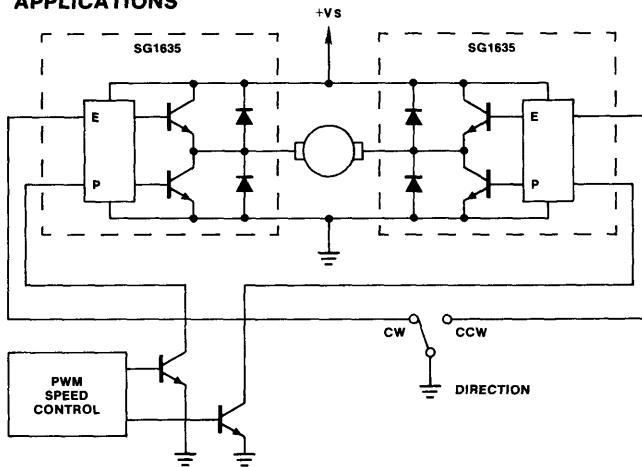 APPLICATIONS
+Vs
SG1635
SG1635
E
E
P
P
CW
CCW
DIRECTION
PWM
SPEED
CONTROL